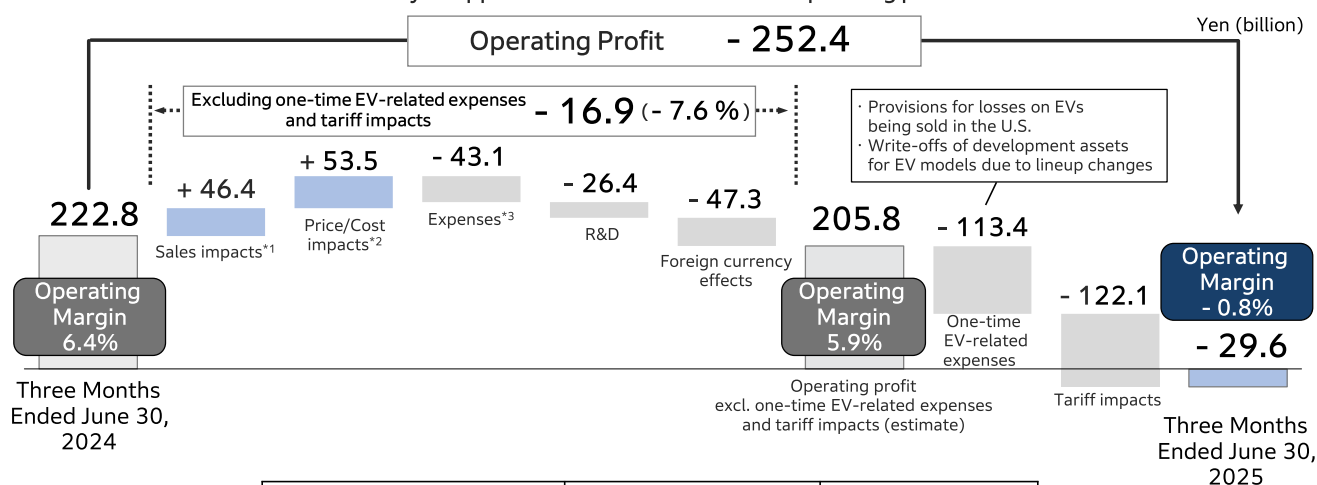 Operating Profit - 252.4
Yen (billion)
Excluding one-time EV-related expenses
and tariff impacts
- 16.9 (- 7.6 %)
· Provisions for losses on EVs
being sold in the U.S.
· Write-offs of development assets
for EV models due to lineup changes
222.8
Operating
Margin
6.4%
Three Months
Ended June 30,
2024
+ 46.4
Sales impacts*1
+ 53.5
Price/Cost
impacts*2
- 43.1
Expenses*3
- 26.4
R&D
- 47.3
Foreign currency
effects
205.8
Operating
Margin
5.9%
Operating profit
excl. one-time EV-related expenses
and tariff impacts (estimate)
- 113.4
One-time
EV-related
expenses
- 122.1
Tariff impacts
Operating
Margin
- 0.8%
- 29.6
Three Months
Ended June 30,
2025